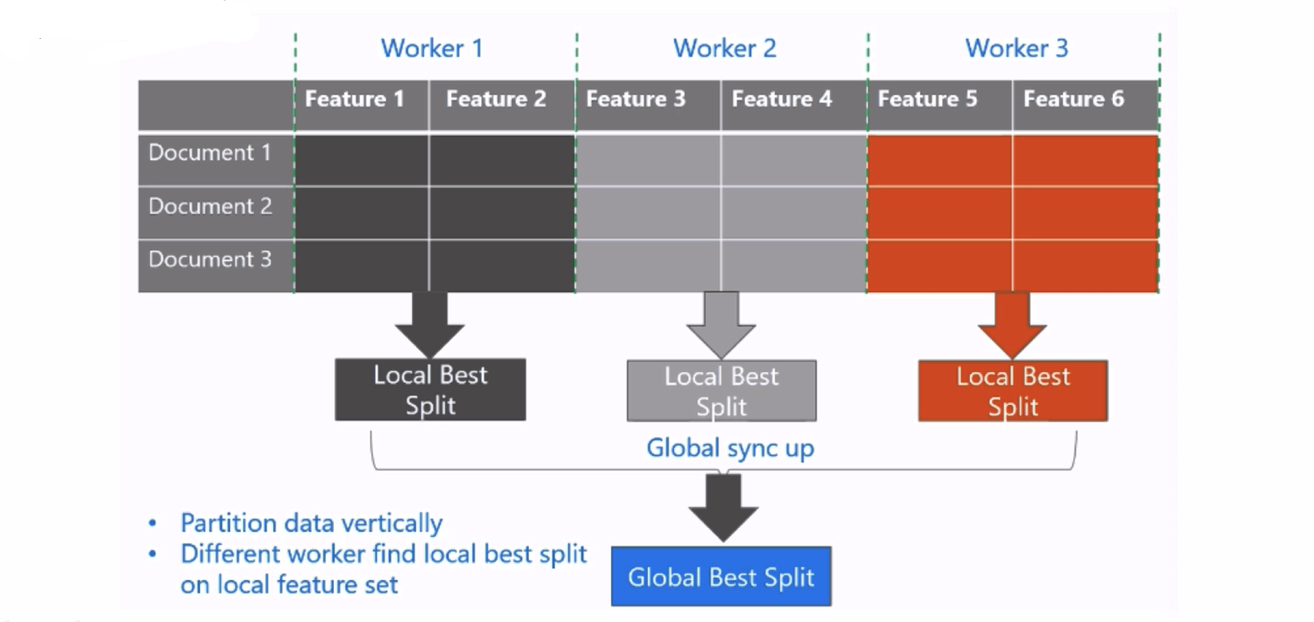 Worker 1 Worker 2 Worker 3
Feature 1 Feature 2 Feature 3 Feature 4 Feature 5 Feature 6
Document 1
Document 2
Document 3
Local Best
Split
Local Best
Split
Local Best
Split
Global sync up
• Partition data vertically
• Different worker find local best split
on local feature set
Global Best Split